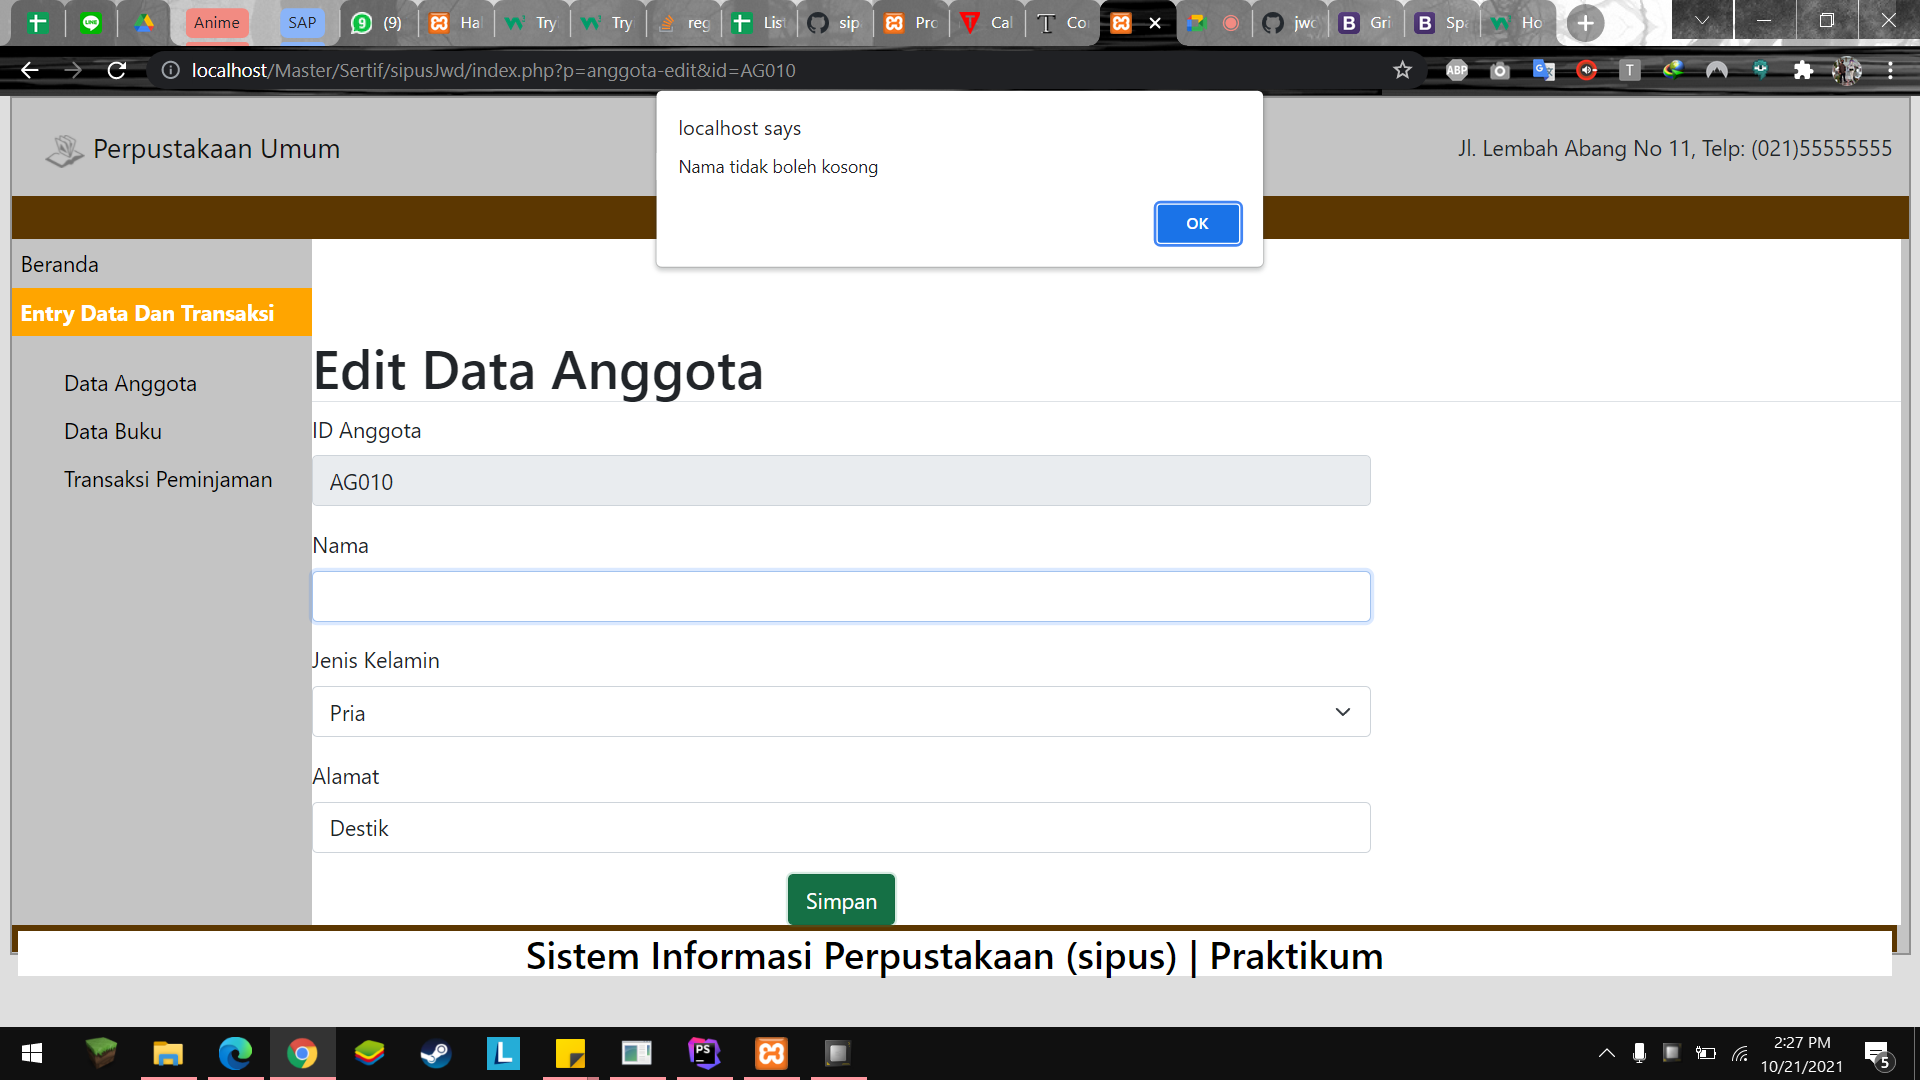 Anime
SAP
(9)
Ha
Try
Try
reg
Lis
sip
Pro
Cal
Co
jwd
Gri
Spa
Ho
localhost/Master/Sertif/sipusJwd/index.php?p=anggota-edit&id=AG010
ABP
T
localhost says
Nama tidak boleh kosong
OK
Perpustakaan Umum
Jl. Lembah Abang No 11, Telp: (021)55555555
Beranda
Entry Data Dan Transaksi
Data Anggota
Data Buku
Transaksi Peminjaman
Edit Data Anggota
ID Anggota
AG010
Nama
Jenis Kelamin
Pria
Alamat
Destik
Simpan
Sistem Informasi Perpustakaan (sipus) | Praktikum
L
PS
2:27 PM
10/21/2021
5